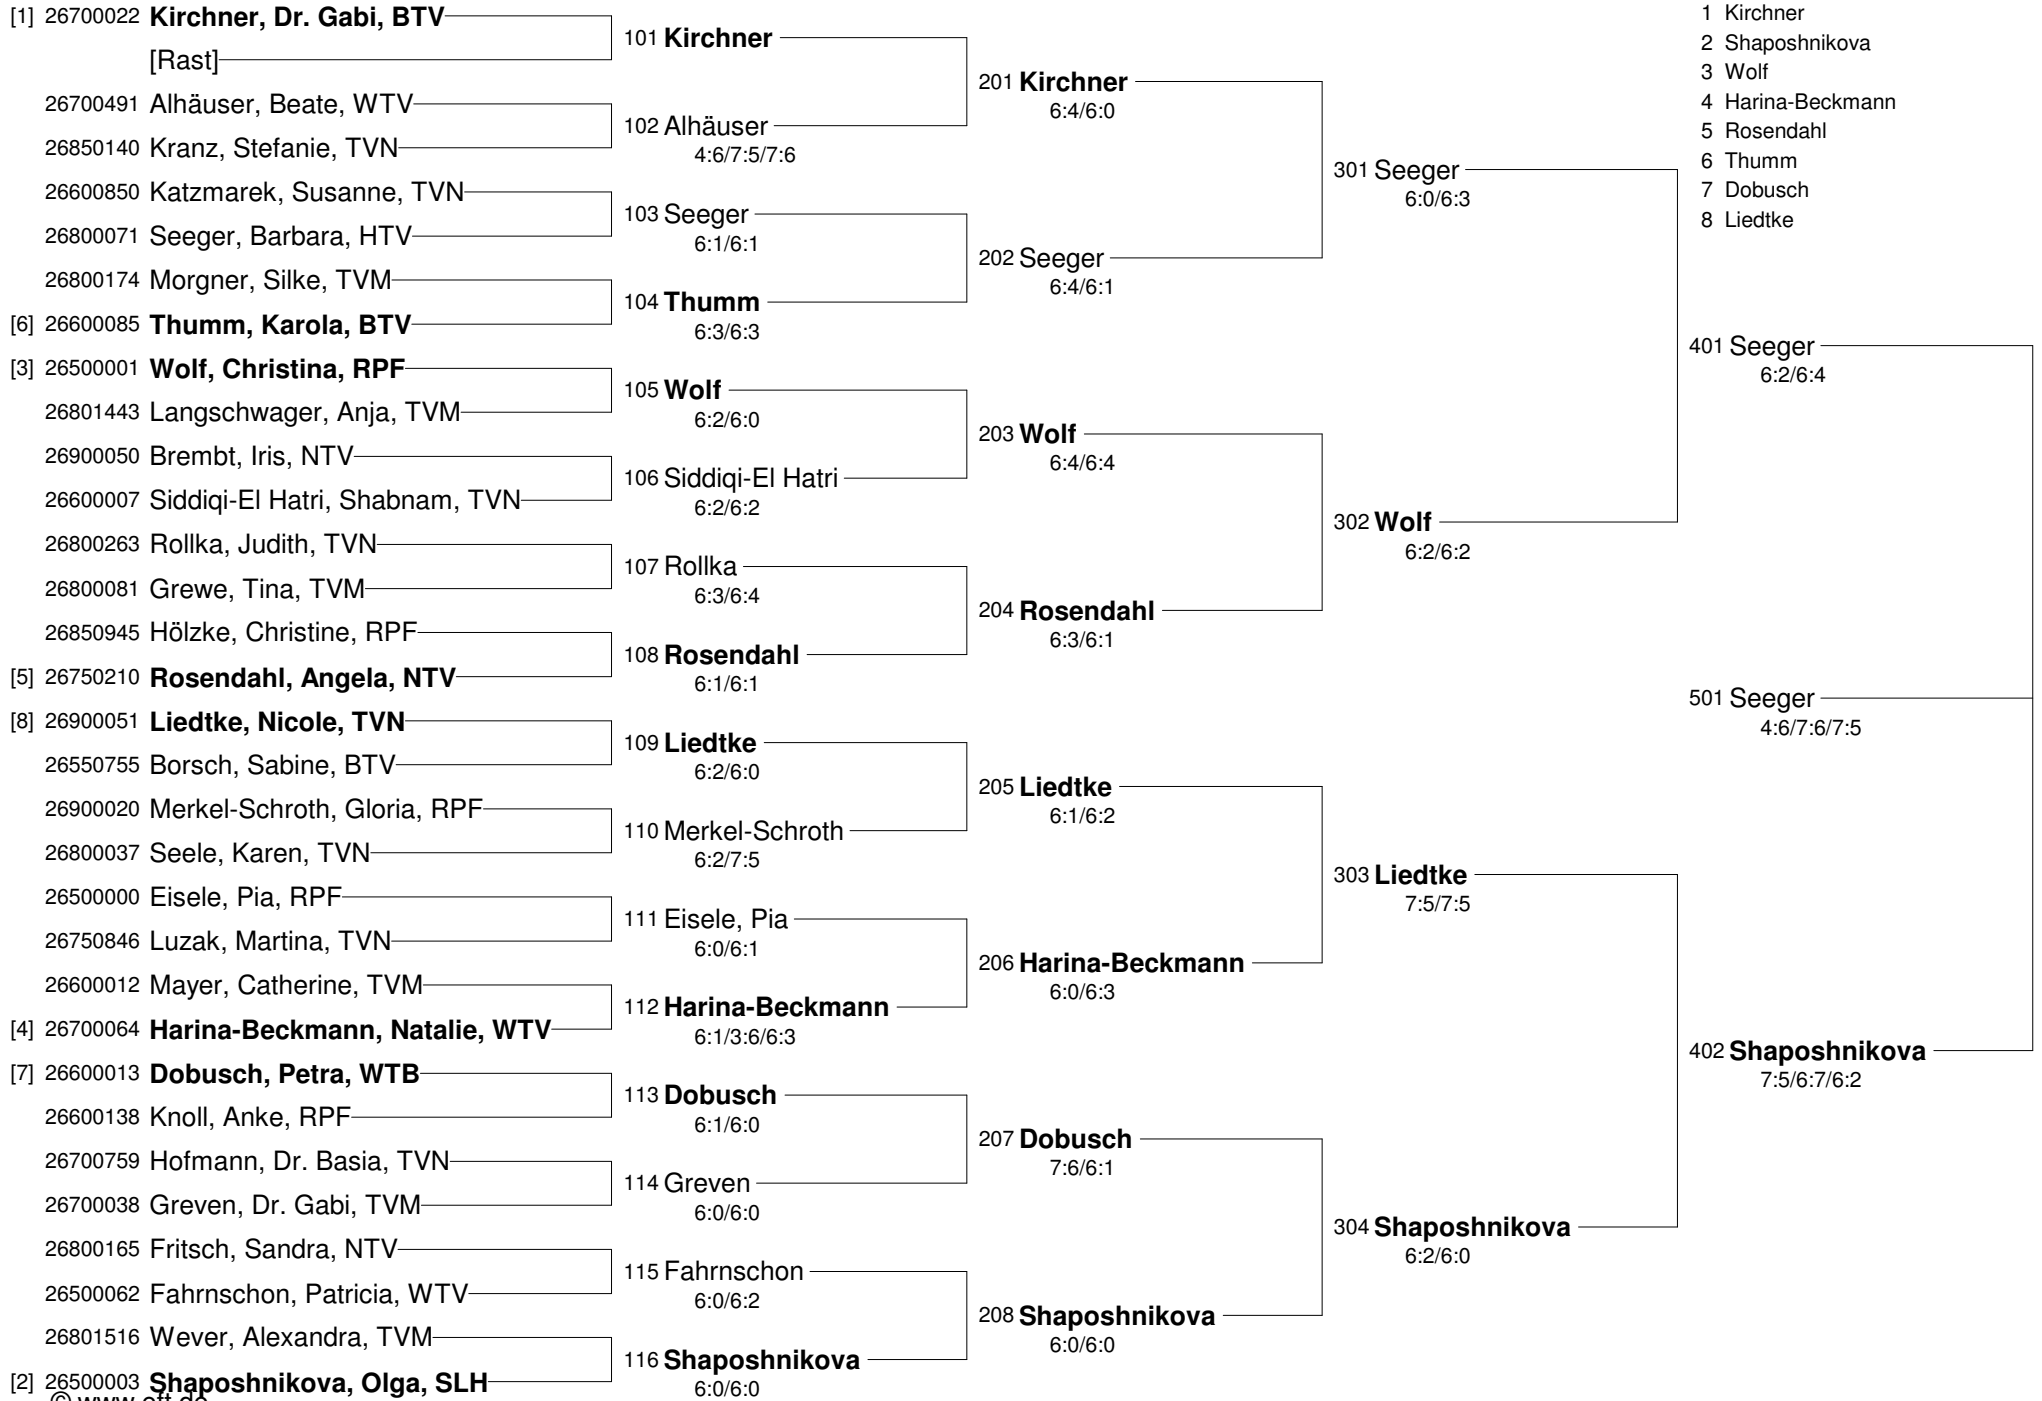 [1] 26700022 Kirchner, Dr. Gabi, BTV
[Rast]
26700491 Alhäuser, Beate, WTV
26850140 Kranz, Stefanie, TVN
26600850 Katzmarek, Susanne, TVN
26800071 Seeger, Barbara, HTV
26800174 Morgner, Silke, TVM
[6] 26600085 Thumm, Karola, BTV
[3] 26500001 Wolf, Christina, RPF
26801443 Langschwager, Anja, TVM
26900050 Brembt, Iris, NTV
26600007 Siddiqi-El Hatri, Shabnam, TVN
26800263 Rollka, Judith, TVN
26800081 Grewe, Tina, TVM
26850945 Hölzke, Christine, RPF
[5] 26750210 Rosendahl, Angela, NTV
[8] 26900051 Liedtke, Nicole, TVN
26550755 Borsch, Sabine, BTV
26900020 Merkel-Schroth, Gloria, RPF
26800037 Seele, Karen, TVN
26500000 Eisele, Pia, RPF
26750846 Luzak, Martina, TVN
26600012 Mayer, Catherine, TVM
[4] 26700064 Harina-Beckmann, Natalie, WTV
[7] 26600013 Dobusch, Petra, WTB
26600138 Knoll, Anke, RPF
26700759 Hofmann, Dr. Basia, TVN
26700038 Greven, Dr. Gabi, TVM
26800165 Fritsch, Sandra, NTV
26500062 Fahrnschon, Patricia, WTV
26801516 Wever, Alexandra, TVM
[2] 26500003 Shaposhnikova, Olga, SLH
101 Kirchner
102 Alhäuser
4:6/7:5/7:6
103 Seeger
6:1/6:1
104 Thumm
6:3/6:3
105 Wolf
6:2/6:0
106 Siddiqi-El Hatri
6:2/6:2
107 Rollka
6:3/6:4
108 Rosendahl
6:1/6:1
109 Liedtke
6:2/6:0
110 Merkel-Schroth
6:2/7:5
111 Eisele, Pia
6:0/6:1
112 Harina-Beckmann
6:1/3:6/6:3
113 Dobusch
6:1/6:0
114 Greven
6:0/6:0
115 Fahrnschon
6:0/6:2
116 Shaposhnikova
6:0/6:0
201 Kirchner
6:4/6:0
202 Seeger
6:4/6:1
203 Wolf
6:4/6:4
204 Rosendahl
6:3/6:1
205 Liedtke
6:1/6:2
206 Harina-Beckmann
6:0/6:3
207 Dobusch
7:6/6:1
208 Shaposhnikova
6:0/6:0
301 Seeger
6:0/6:3
302 Wolf
6:2/6:2
303 Liedtke
7:5/7:5
304 Shaposhnikova
6:2/6:0
1 Kirchner
2 Shaposhnikova
3 Wolf
4 Harina-Beckmann
5 Rosendahl
6 Thumm
7 Dobusch
8 Liedtke
401 Seeger
6:2/6:4
501 Seeger
4:6/7:6/7:5
402 Shaposhnikova
7:5/6:7/6:2